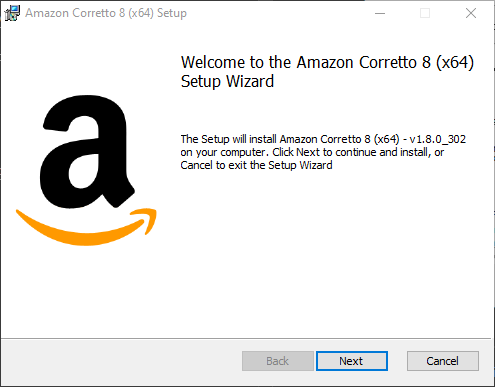 Amazon Corretto 8 (x64) Setup
Welcome to the Amazon Corretto 8 (x64)
Setup Wizard
The Setup will install Amazon Corretto 8 (x64) - v1.8.0_302
on your computer. Click Next to continue and install, or
Cancel to exit the Setup Wizard
a
Back Next Cancel